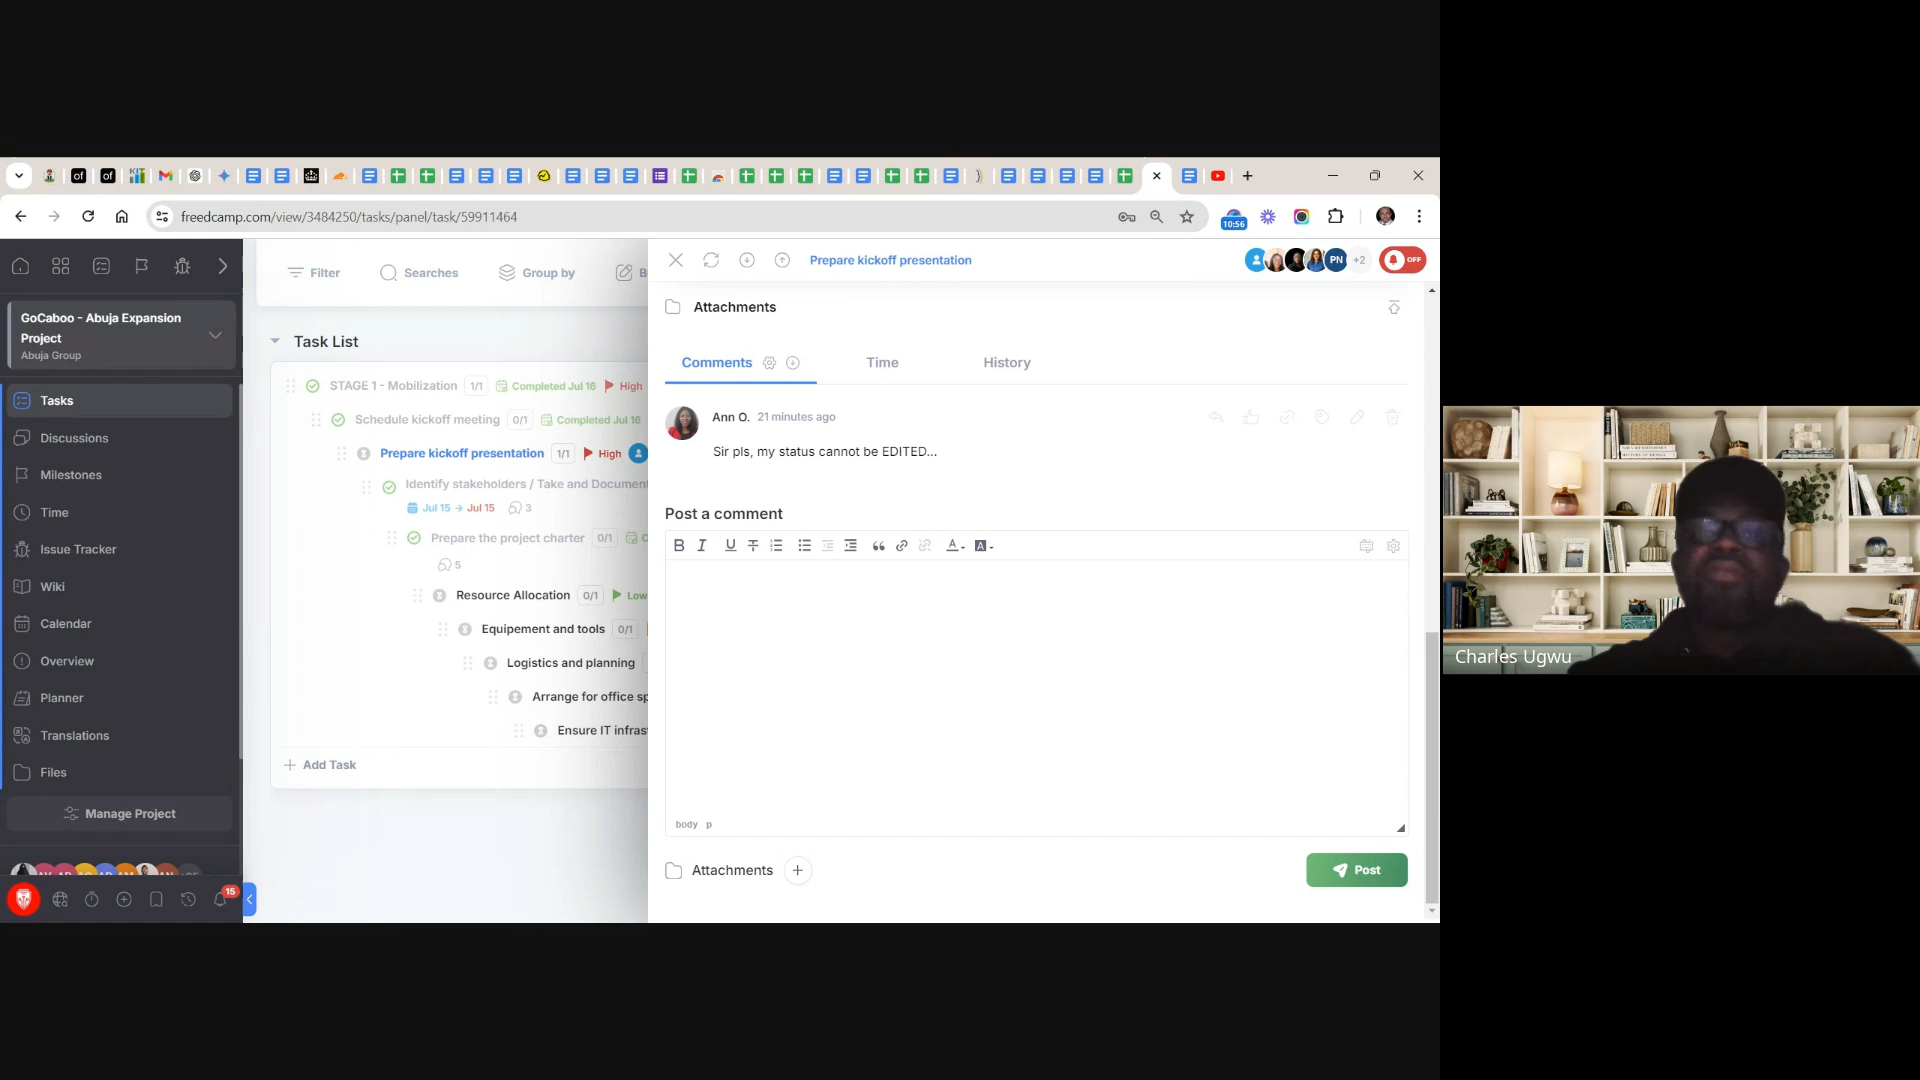 freedcamp.com/view/3484250/tasks/panel/task/59911464
10:56
GoCaboo - Abuja Expansion
Project
Abuja Group
Tasks
Discussions
Milestones
Time
Issue Tracker
Wiki
Calendar
Overview
Planner
Translations
Files
Manage Project
15
Filter
Searches
Group by
B
Task List
STAGE 1 - Mobilization 1/1 Completed Jul 16 High
Schedule kickoff meeting 0/1 Completed Jul 16
Prepare kickoff presentation 1/1 High
Identify stakeholders / Take and Document
Jul 15 → Jul 15 3
Prepare the project charter 0/1
5
Resource Allocation 0/1 Low
Equipement and tools 0/1
Logistics and planning
Arrange for office sp
Ensure IT infras
+ Add Task
Prepare kickoff presentation
PN +2 OFF
Attachments
Comments Time History
Ann O. 21 minutes ago
Sir pls, my status cannot be EDITED...
Post a comment
body p
Attachments +
Post
Charles Ugwu